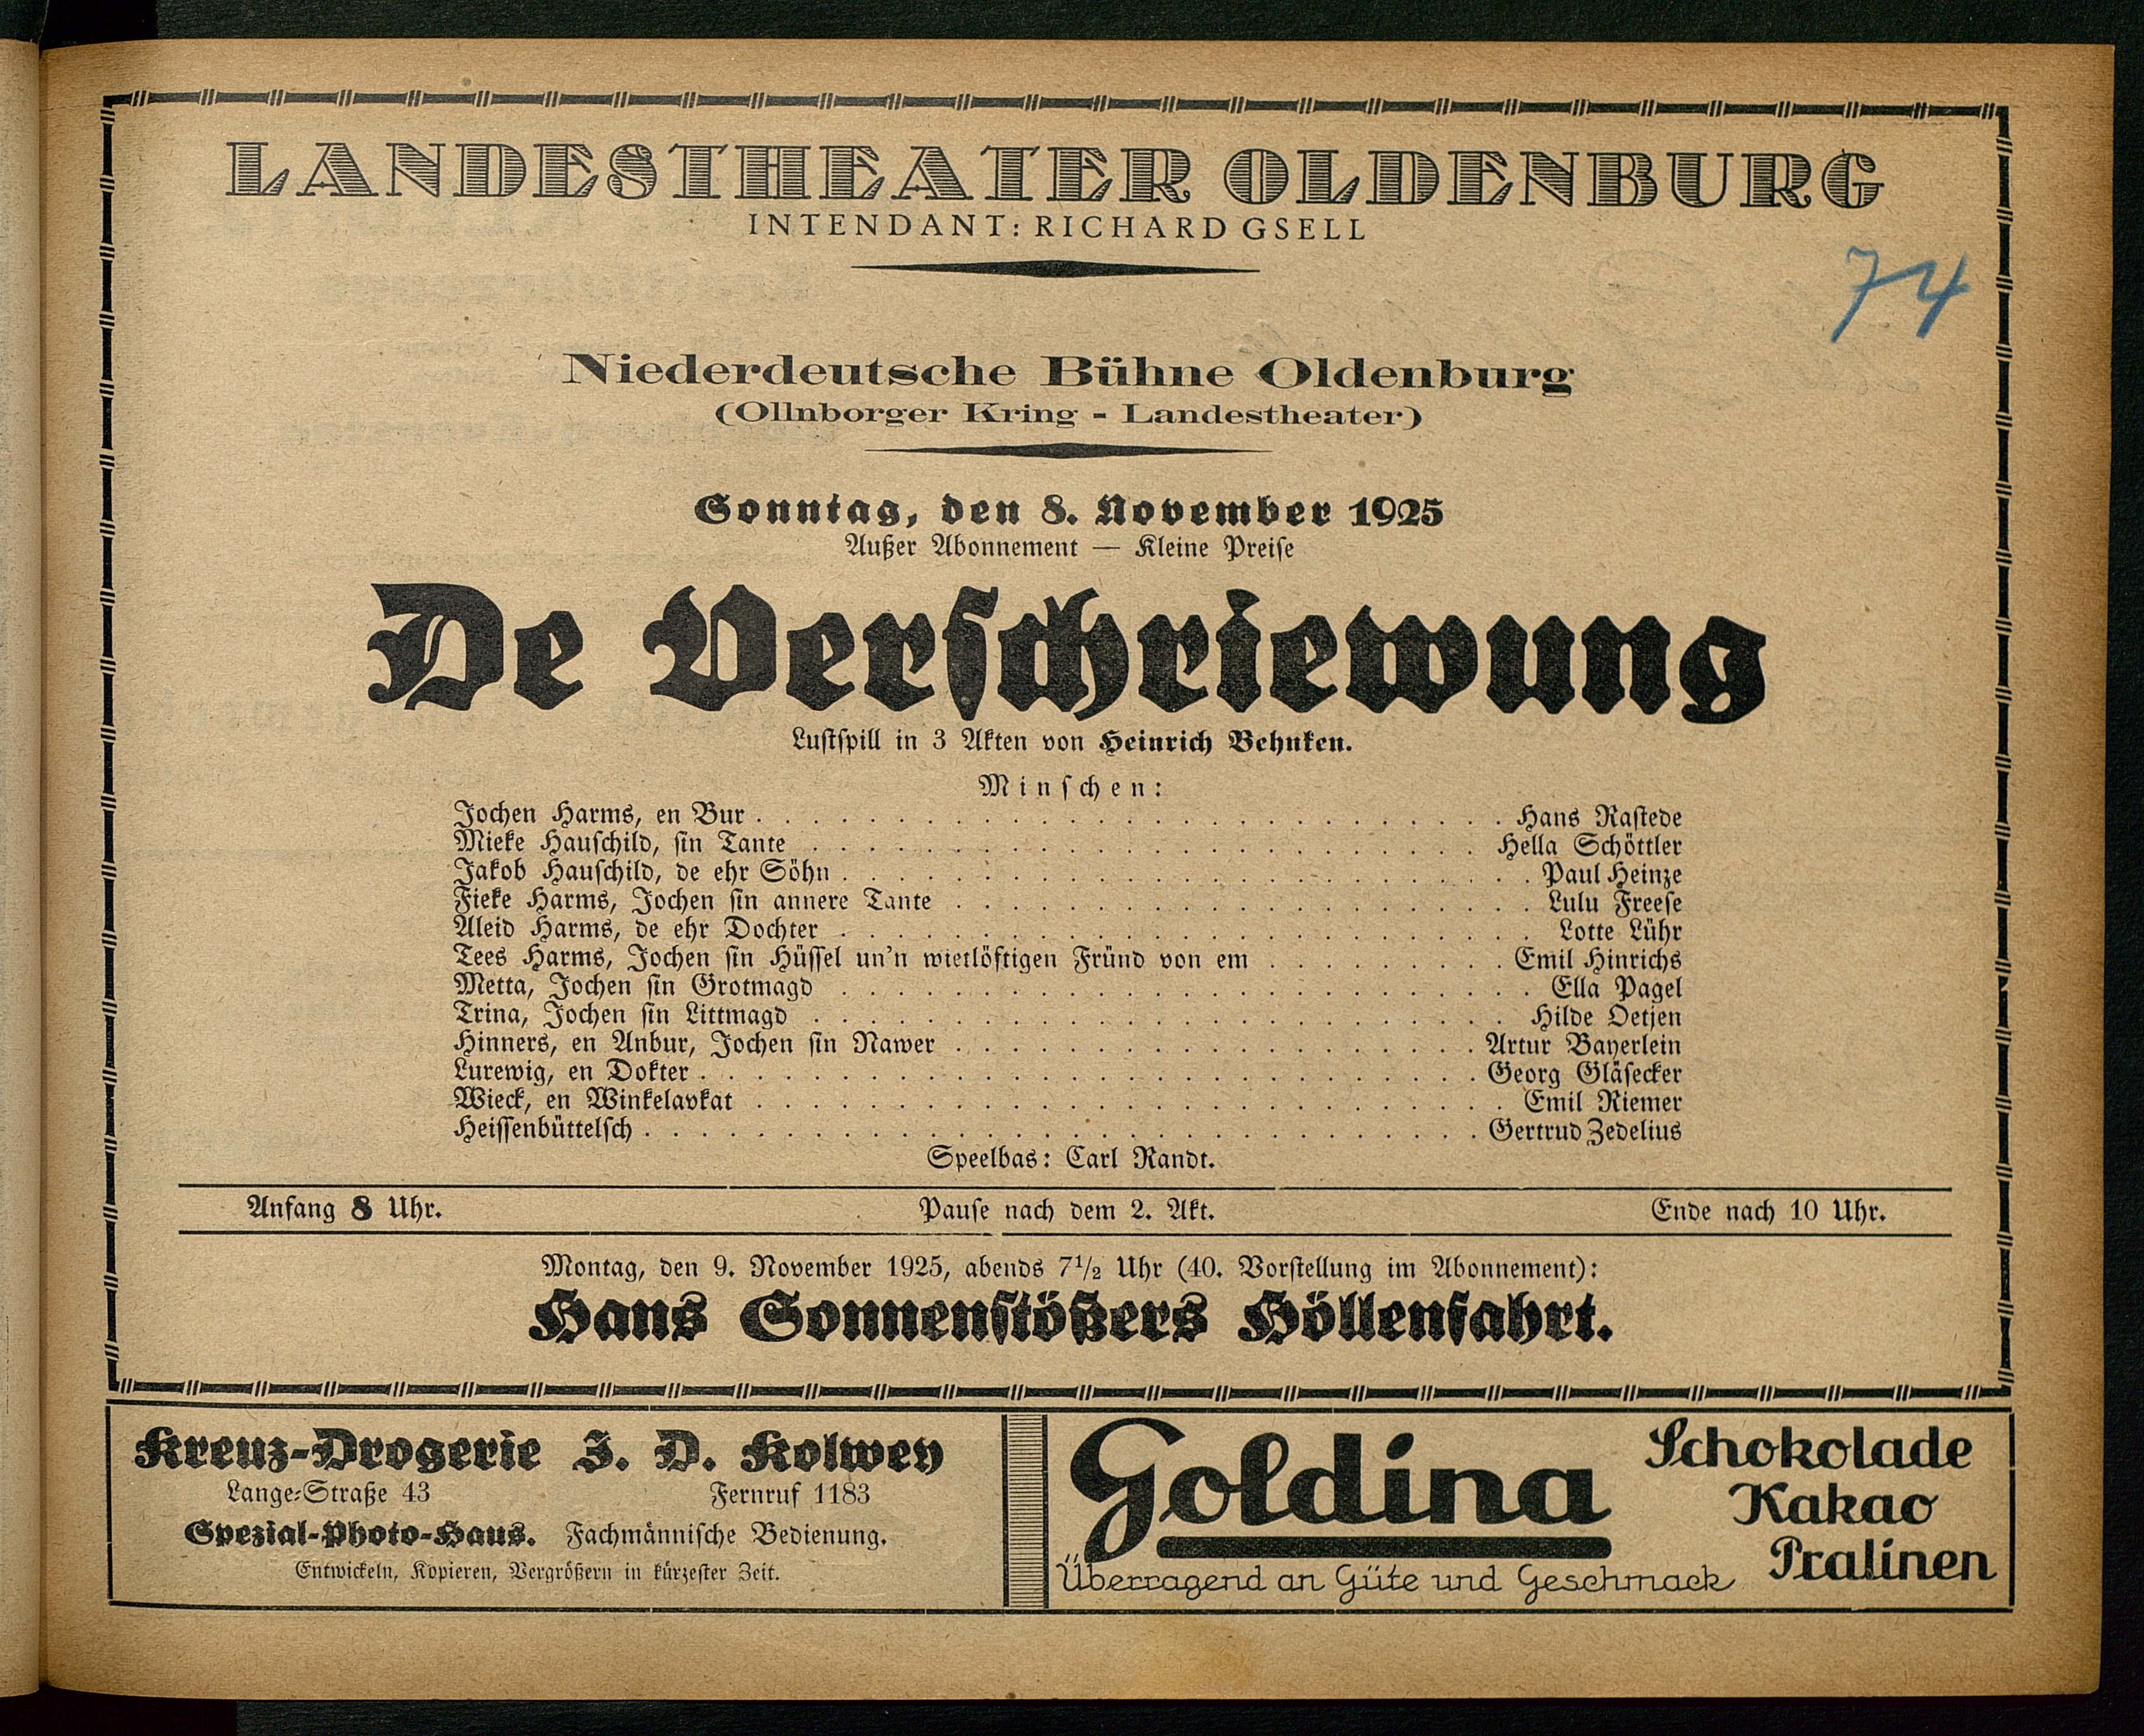 LANDESTHEATER OLDENBURG
INTENDANT: RICHARD GSELL
74
Niederdeutsche Bühne Oldenburg
(Ollnborger Kring - Landestheater)
Sonntag, den 8. November 1925
Außer Abonnement — Kleine Preise
De Verschriewung
Lustspill in 3 Akten von Heinrich Behnken.
Minschen:
Jochen Harms, en Bur . . . . . Hans Rastede
Mieke Hauschild, sin Tante . . . . . Hella Schöttler
Jakob Hauschild, de ehr Söhn . . . . . Paul Heinze
Fieke Harms, Jochen sin annere Tante . . . . . Lulu Freese
Aleid Harms, de ehr Dochter . . . . . Lotte Lühr
Tees Harms, Jochen sin Hüssel un'n wietlöftigen Fründ von em . . . . . Emil Hinrichs
Metta, Jochen sin Grotmagd . . . . . Ella Pagel
Trina, Jochen sin Littmagd . . . . . Hilde Oetjen
Hinners, en Anbur, Jochen sin Nawer . . . . . Artur Bayerlein
Lurewig, en Dokter . . . . . Georg Gläsecker
Wieck, en Winkelavkat . . . . . Emil Riemer
Heissenbüttelsch . . . . . Gertrud Zedelius
Speelbas: Carl Randt.
Anfang 8 Uhr. Pause nach dem 2. Akt. Ende nach 10 Uhr.
Montag, den 9. November 1925, abends 7½ Uhr (40. Vorstellung im Abonnement):
Hans Sonnenstößers Höllenfahrt.
Kreuz-Drogerie J. D. Kolwey
Lange-Straße 43 Fernruf 1183
Spezial-Photo-Haus. Fachmännische Bedienung.
Entwickeln, Kopieren, Vergrößern in kürzester Zeit.
Goldina
Schokolade
Kakao
Pralinen
Überragend an Güte und Geschmack